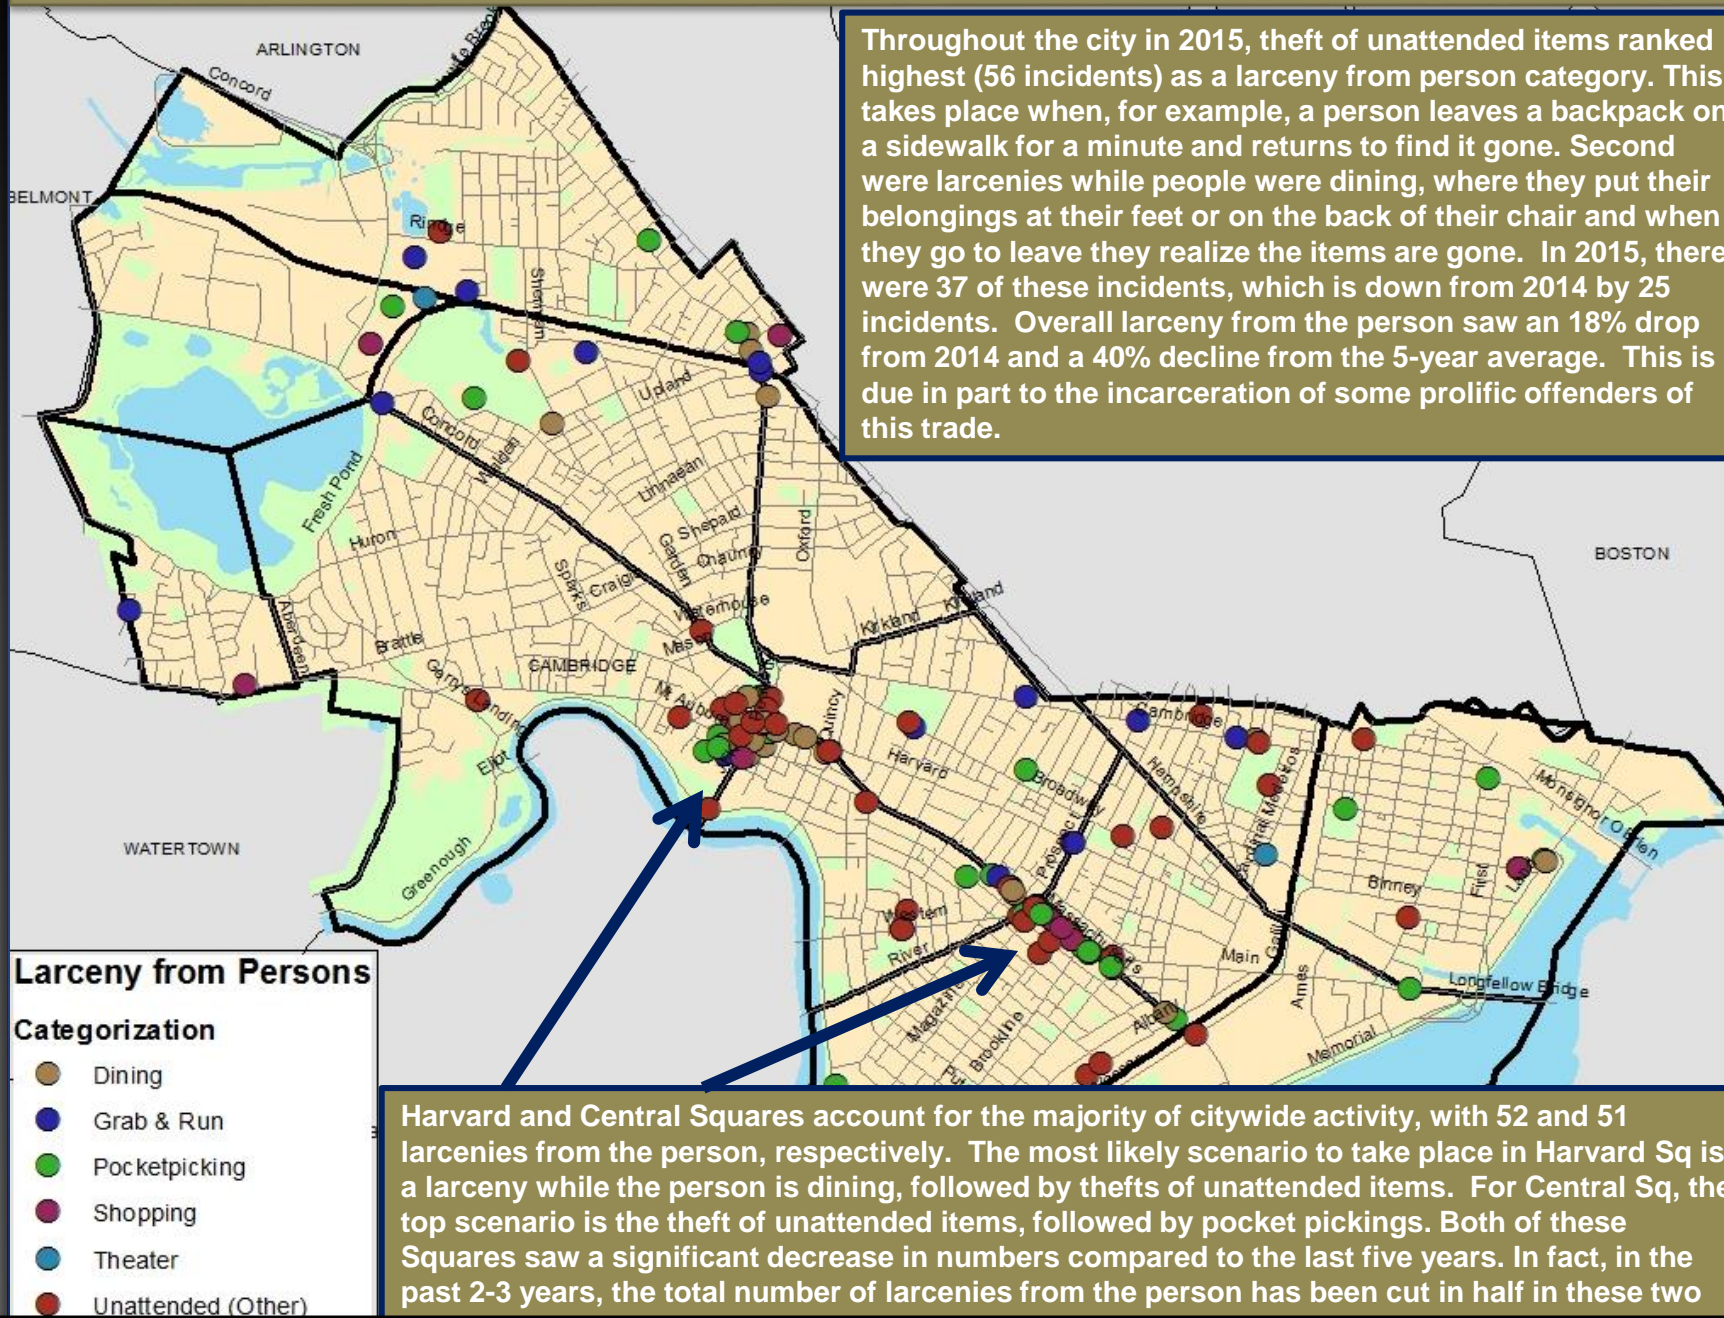 ARLINGTON
Concord
BELMONT
Throughout the city in 2015, theft of unattended items ranked
highest (56 incidents) as a larceny from person category. This
takes place when, for example, a person leaves a backpack on
a sidewalk for a minute and returns to find it gone. Second
were larcenies while people were dining, where they put their
belongings at their feet or on the back of their chair and when
they go to leave they realize the items are gone. In 2015, there
were 37 of these incidents, which is down from 2014 by 25
incidents. Overall larceny from the person saw an 18% drop
from 2014 and a 40% decline from the 5-year average. This is
due in part to the incarceration of some prolific offenders of
this trade.
Sherman
Upland
Concord
Walden
Linnaean
Fresh Pond
Shepard
Oxford
Huron
Garden
Chauncy
BOSTON
Sparks
Craigie
Waterhouse
Kirkland
Kirkland
Aberdeen
Brattle
Mason
CAMBRIDGE
Gerrys Landing
Mt Auburn
Quincy
Cambridge
Eliot
Harvard
Broadway
Hampshire
Monsignor O'Brien
WATERTOWN
Greenough
Prospect
Binney
First
Western
River
Main
Massachusetts
Ames
Longfellow Bridge
Magazine
Brookline
Albany
Memorial
Larceny from Persons
Categorization
Dining
Grab & Run
Pocketpicking
Shopping
Theater
Unattended (Other)
Harvard and Central Squares account for the majority of citywide activity, with 52 and 51
larcenies from the person, respectively. The most likely scenario to take place in Harvard Sq is
a larceny while the person is dining, followed by thefts of unattended items. For Central Sq, the
top scenario is the theft of unattended items, followed by pocket pickings. Both of these
Squares saw a significant decrease in numbers compared to the last five years. In fact, in the
past 2-3 years, the total number of larcenies from the person has been cut in half in these two